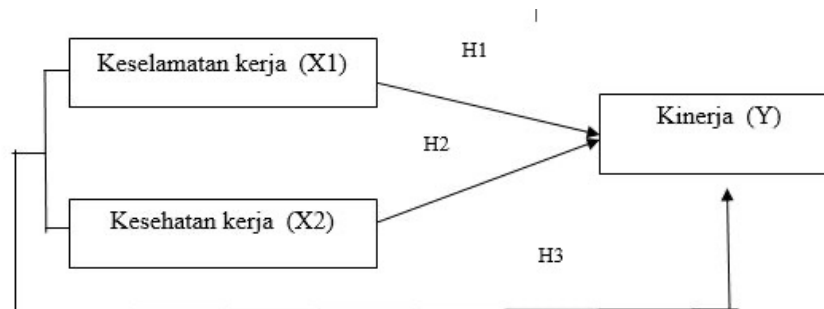 H1
Keselamatan kerja (X1)
Kinerja (Y)
H2
Kesehatan kerja (X2)
H3